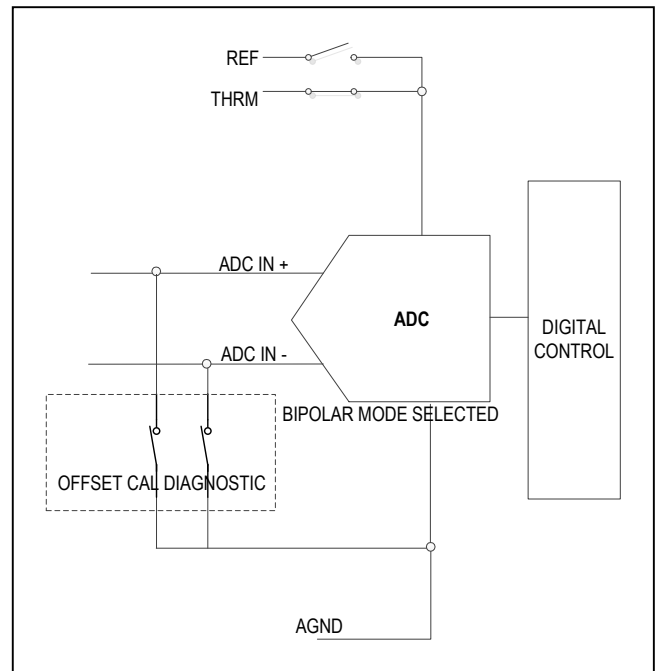 REF
THRM
ADC IN +
ADC
DIGITAL
CONTROL
ADC IN -
BIPOLAR MODE SELECTED
OFFSET CAL DIAGNOSTIC
AGND